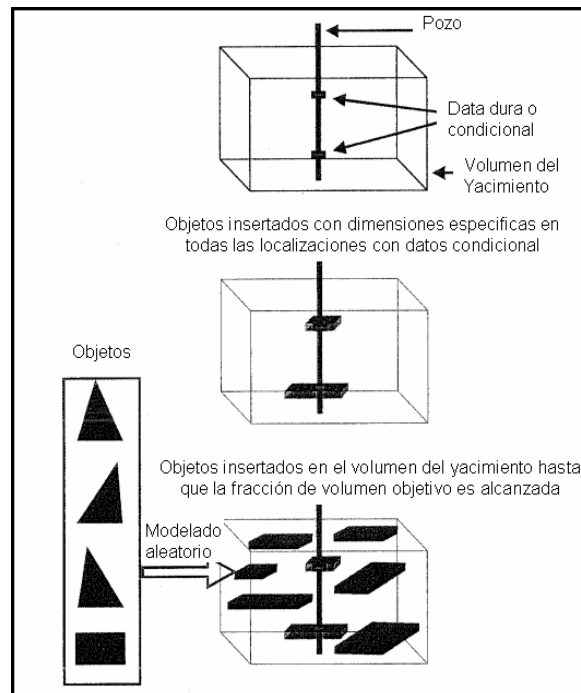 Pozo
Data dura o
condicional
Volumen del
Yacimiento
Objetos insertados con dimensiones especificas en
todas las localizaciones con datos condicional
Objetos
Objetos insertados en el volumen del yacimiento hasta
que la fracción de volumen objetivo es alcanzada
Modelado
aleatorio